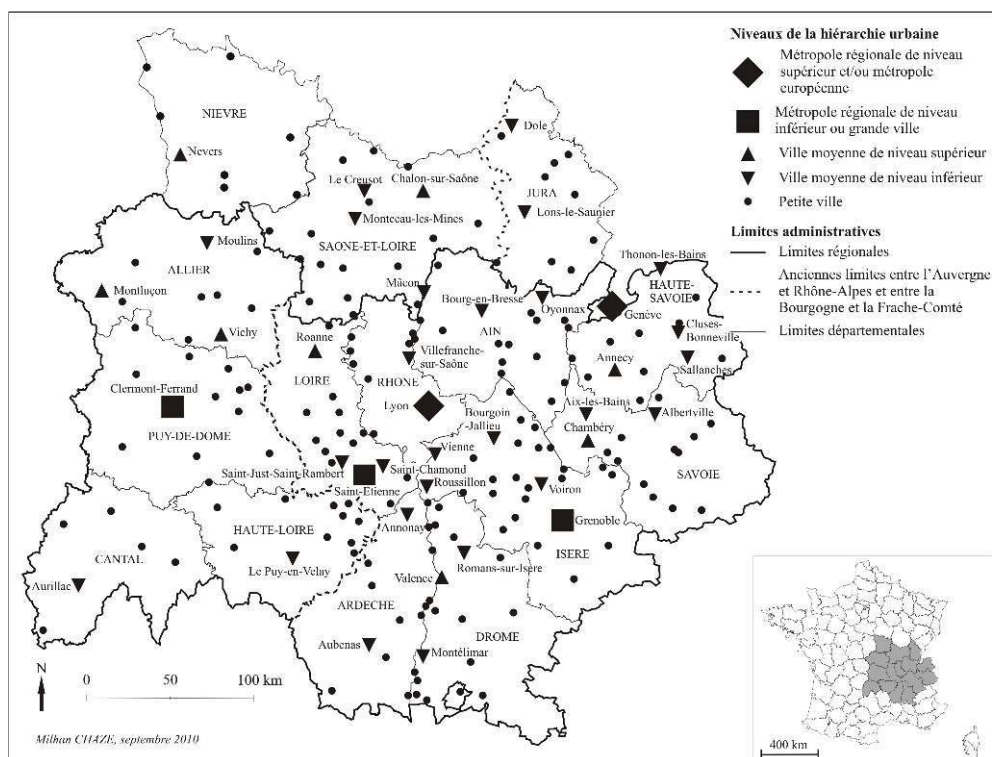 Niveaux de la hiérarchie urbaine
Métropole régionale de niveau
supérieur et/ou métropole
européenne
Métropole régionale de niveau
inférieur ou grande ville
Ville moyenne de niveau supérieur
Ville moyenne de niveau inférieur
Petite ville
Limites administratives
Limites régionales
Anciennes limites entre l'Auvergne
et Rhône-Alpes et entre la
Bourgogne et la Frache-Comté
Limites départementales
NIEVRE
Nevers
Dole
Le Creusot
Chalon-sur-Saône
JURA
Montceau-les-Mines
Lons-le-Saunier
SAONE-ET-LOIRE
Moulins
ALLIER
Thonon-les-Bains
HAUTE-
SAVOIE
Montluçon
Mâcon
Bourg-en-Bresse
Oyonnax
Genève
AIN
Cluses-
Bonneville
Vichy
Roanne
Villefranche-
sur-Saône
Annecy
Sallanches
LOIRE
RHONE
Clermont-Ferrand
Lyon
Aix-les-Bains
Albertville
Bourgoin
-Jallieu
Chambéry
PUY-DE-DOME
Vienne
SAVOIE
Saint-Just-Saint-Rambert
Saint-Chamond
Roussillon
Voiron
Saint-Etienne
Grenoble
HAUTE-LOIRE
Annonay
ISERE
CANTAL
Le Puy-en-Velay
Romans-sur-Isère
Aurillac
Valence
ARDECHE
DROME
Aubenas
Montélimar
N
0 50 100 km
Milhan CHAZE, septembre 2010
400 km